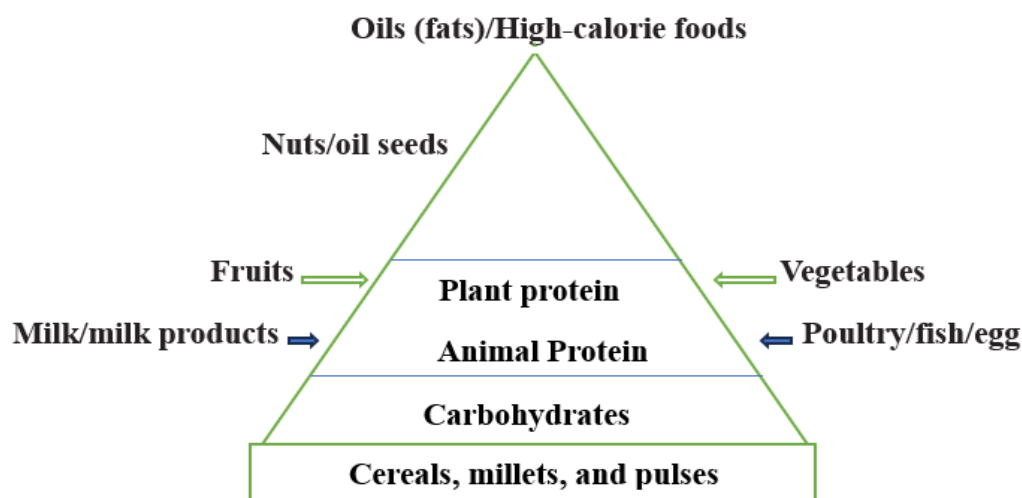 Oils (fats)/High-calorie foods
Nuts/oil seeds
Fruits
Vegetables
Plant protein
Milk/milk products
Poultry/fish/egg
Animal Protein
Carbohydrates
Cereals, millets, and pulses